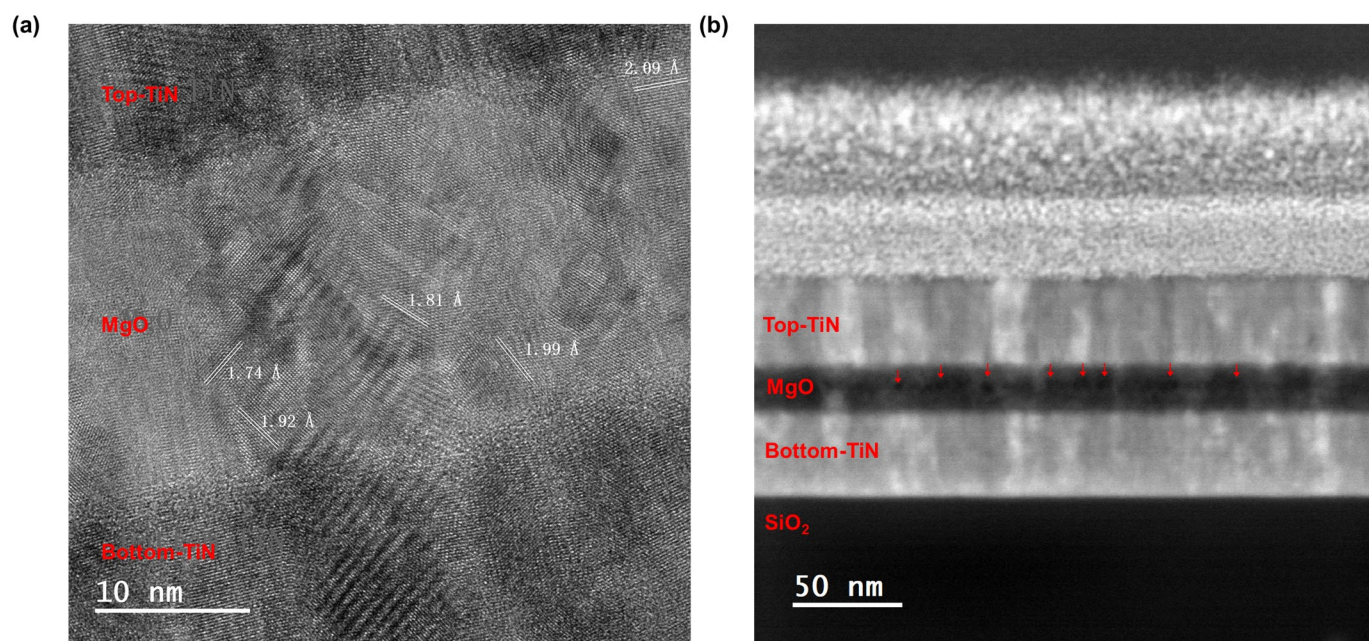 (a)
Top-TiN
2.09 Å
MgO
1.81 Å
1.99 Å
1.74 Å
1.92 Å
Bottom-TiN
10 nm
(b)
Top-TiN
MgO
Bottom-TiN
SiO₂
50 nm